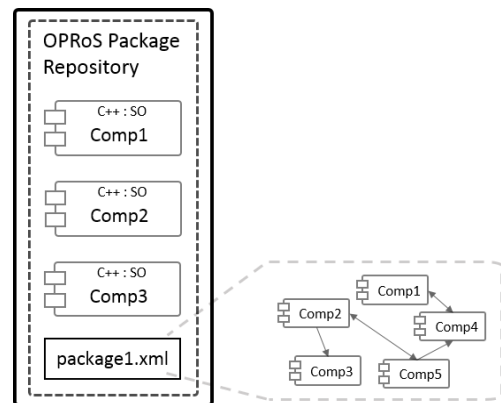 OPRoS Package
Repository
C++ : SO
Comp1
C++ : SO
Comp2
C++ : SO
Comp3
package1.xml
Comp1
Comp2
Comp4
Comp3
Comp5